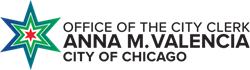 OFFICE OF THE CITY CLERK
ANNA M. VALENCIA
CITY OF CHICAGO